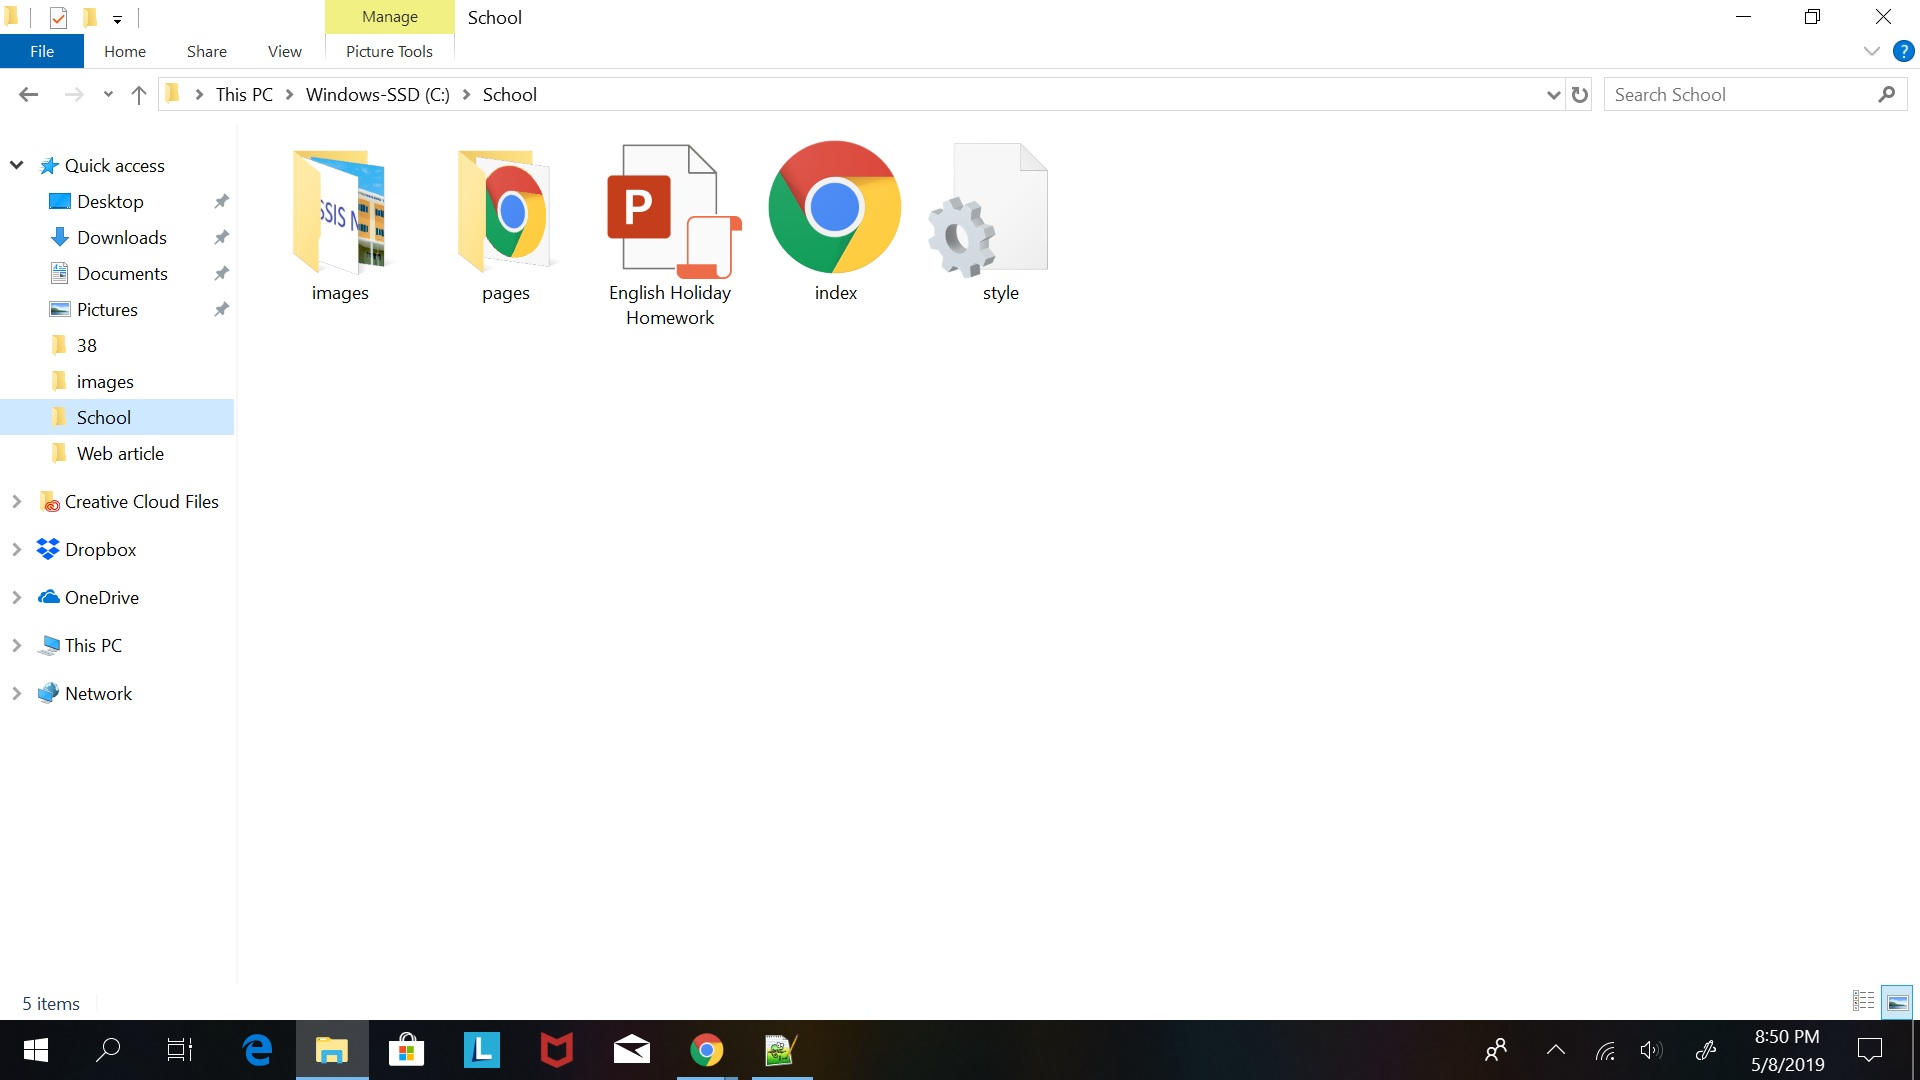 Manage
School
File
Home
Share
View
Picture Tools
?
This PC
Windows-SSD (C:)
School
Search School
Quick access
Desktop
Downloads
Documents
Pictures
38
images
School
Web article
Creative Cloud Files
Dropbox
OneDrive
This PC
Network
SSIS N
P
images
pages
English Holiday
Homework
index
style
5 items
L
8:50 PM
5/8/2019